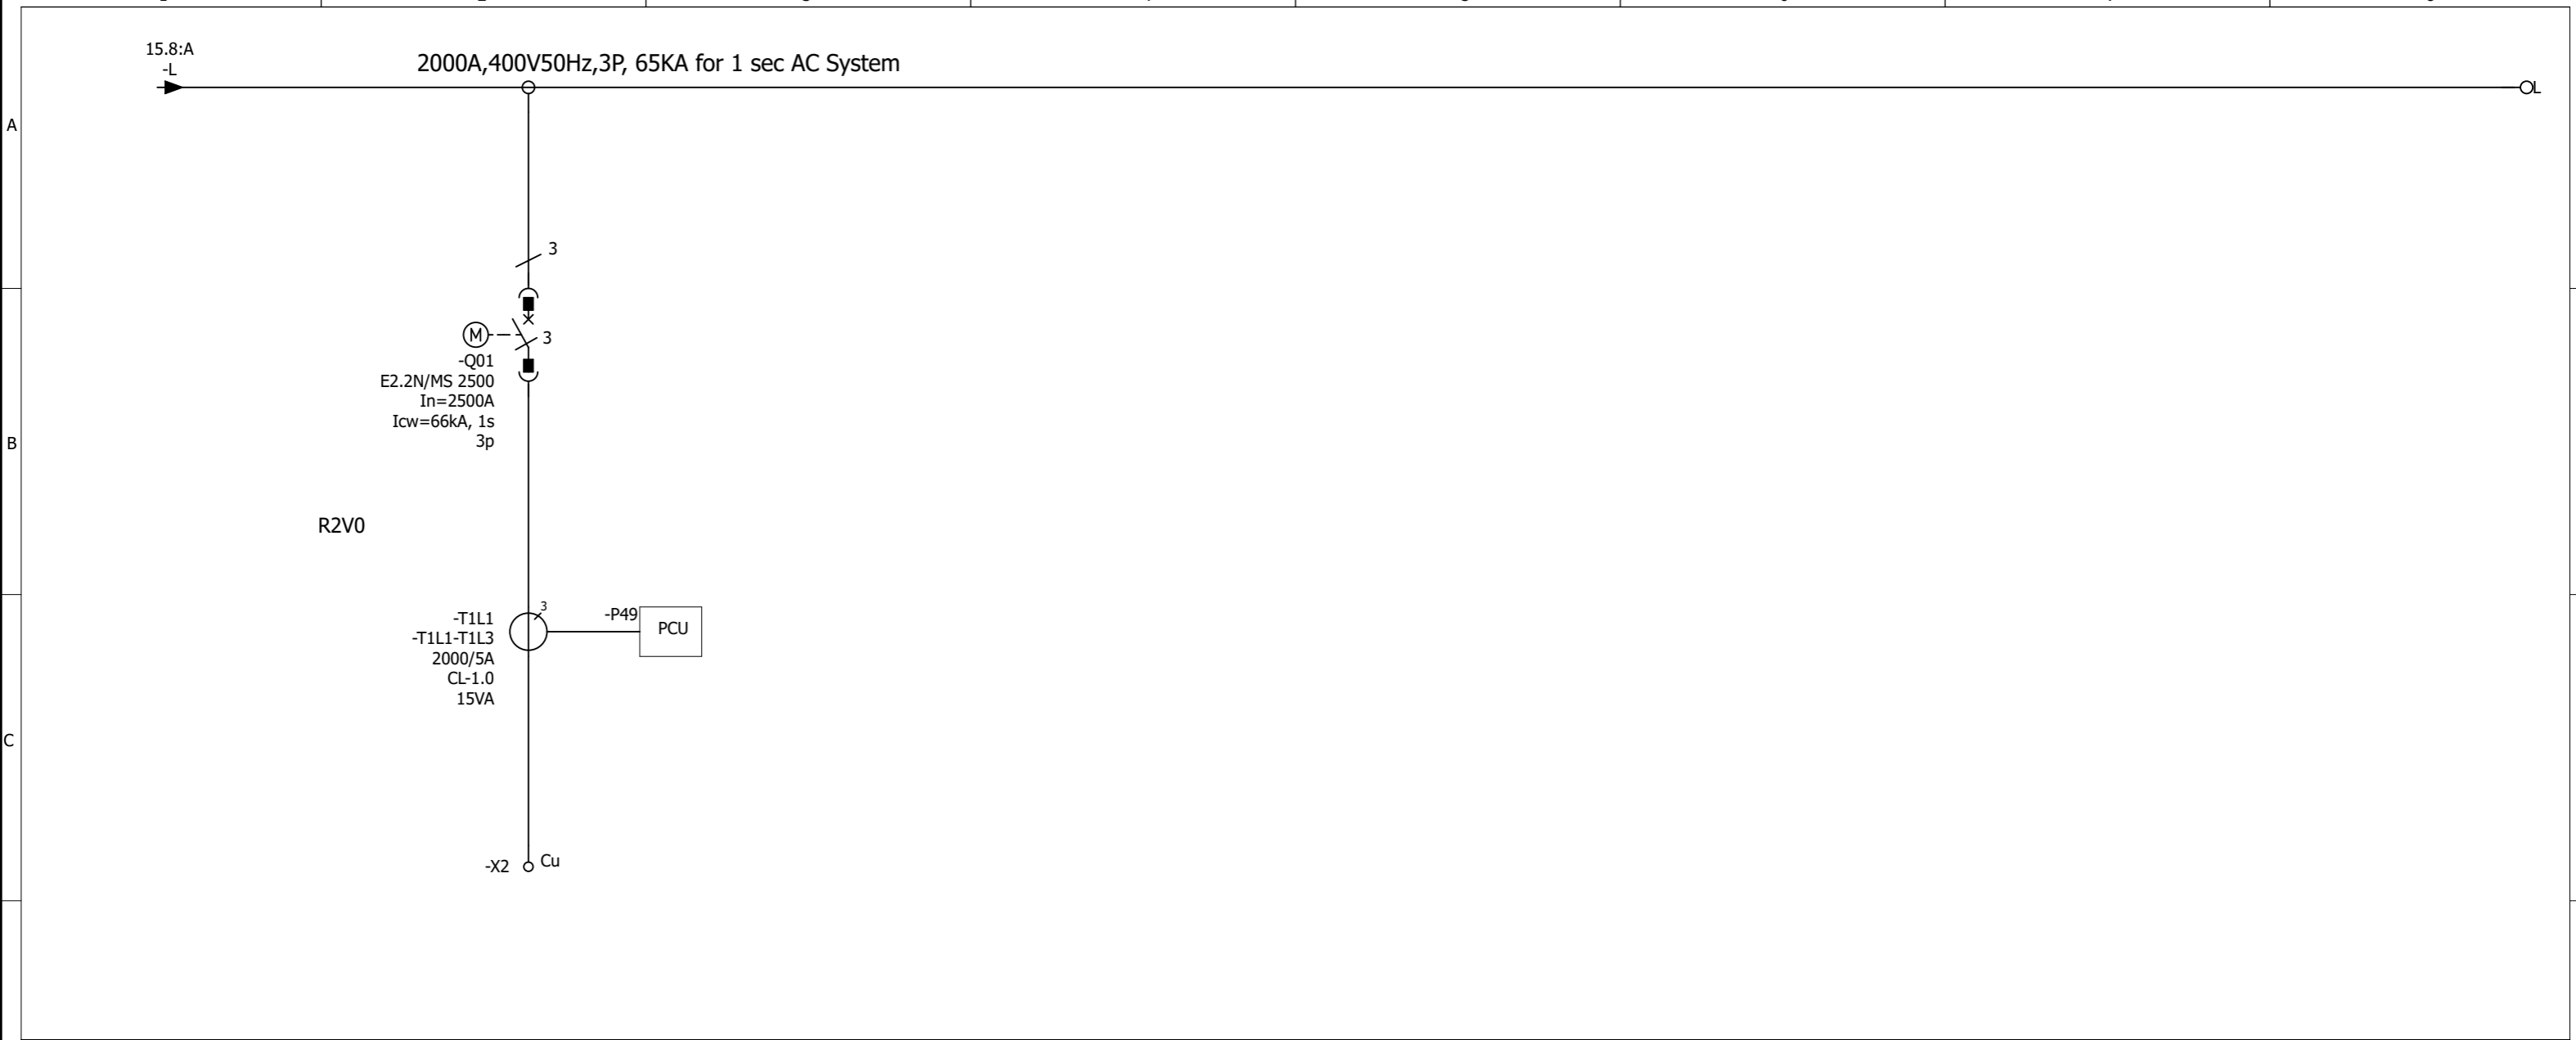 15.8:A
-L
2000A,400V50Hz,3P, 65KA for 1 sec AC System
L
A
3
M
3
-Q01
E2.2N/MS 2500
In=2500A
Icw=66kA, 1s
3p
B
R2V0
3
-T1L1
-T1L1-T1L3
2000/5A
CL-1.0
15VA
-P49
PCU
C
-X2
Cu